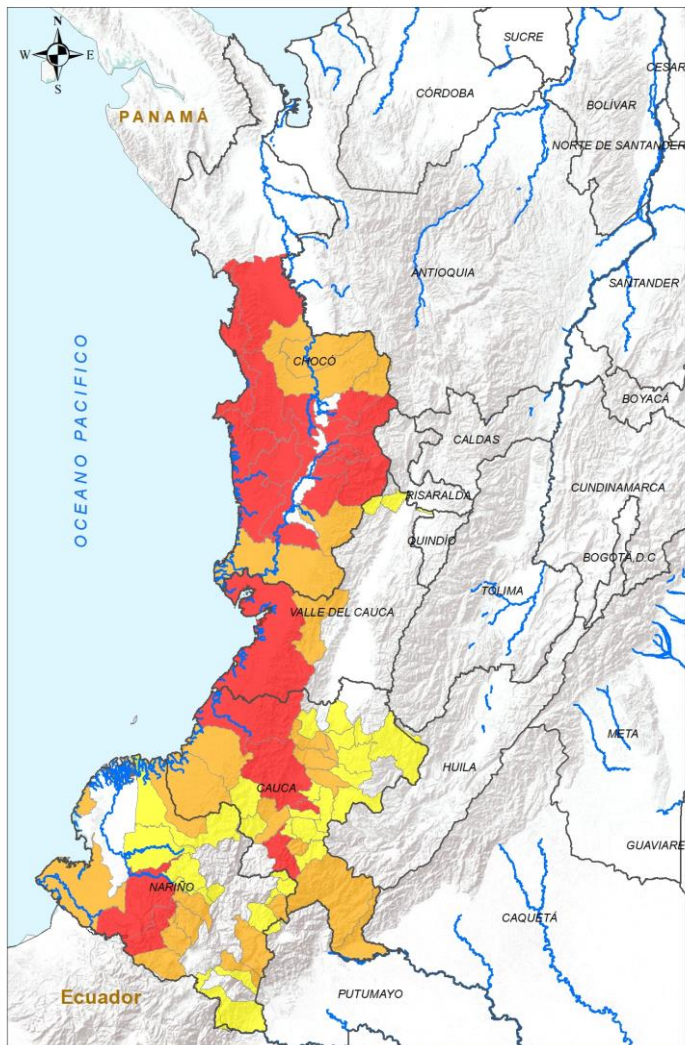 N
W E
S
PANAMÁ
SUCRE
CESAR
CÓRDOBA
BOLÍVAR
NORTE DE SANTANDER
ANTIOQUIA
SANTANDER
OCEANO PACIFICO
CHOCÓ
BOYACÁ
CALDAS
RISARALDA
CUNDINAMARCA
QUINDÍO
BOGOTÁ D.C
TOLIMA
VALLE DEL CAUCA
META
HUILA
CAUCA
GUAVIARE
NARIÑO
CAQUETÁ
Ecuador
PUTUMAYO